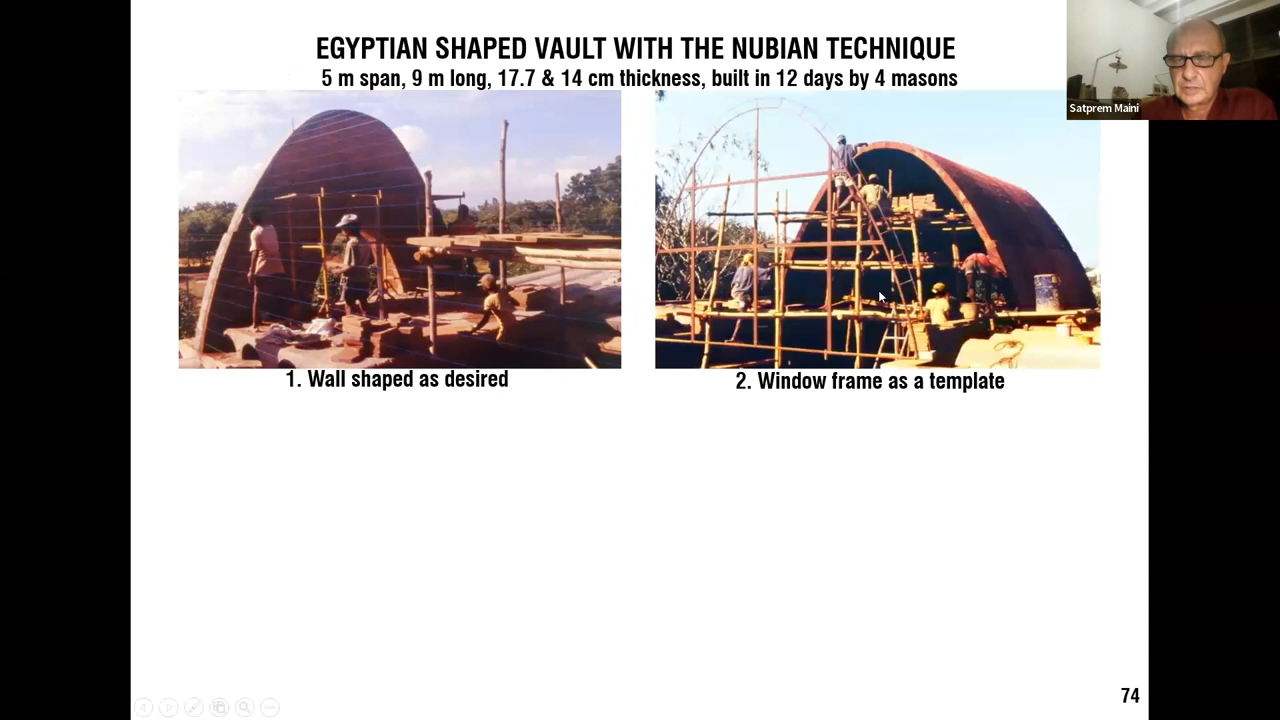 EGYPTIAN SHAPED VAULT WITH THE NUBIAN TECHNIQUE
5 m span, 9 m long, 17.7 & 14 cm thickness, built in 12 days by 4 masons
Satprem Maini
1. Wall shaped as desired
2. Window frame as a template
74